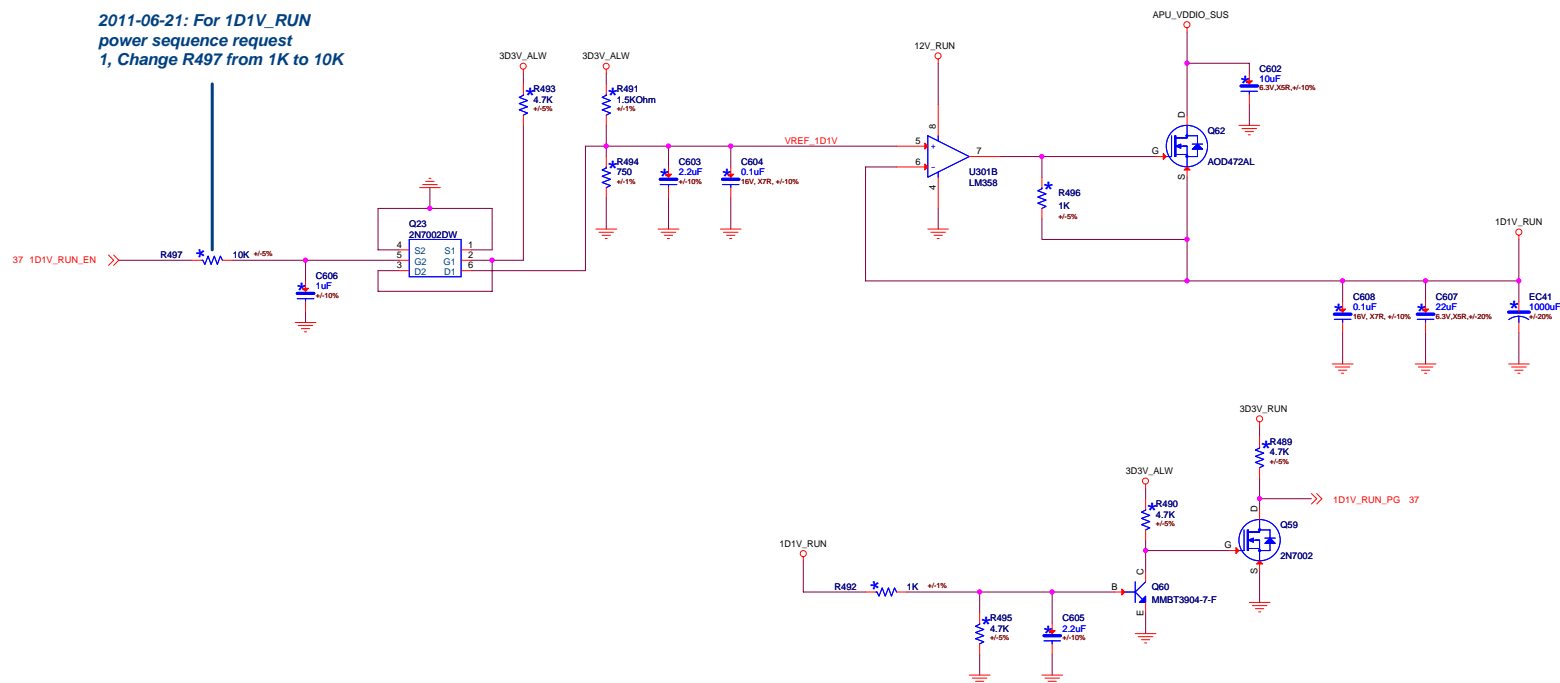 2011-06-21: For 1D1V_RUN
power sequence request
1, Change R497 from 1K to 10K
APU_VDDIO_SUS
12V_RUN
3D3V_ALW
3D3V_ALW
C602
10uF
6.3V,X5R,+/-10%
*R493
4.7K
+/-5%
*R491
1.5KOhm
+/-1%
D
Q62
G
AOD472AL
S
8
VREF_1D1V
5
+
7
6
-
U301B
LM358
4
*R494
750
+/-1%
C603
2.2uF
+/-10%
C604
0.1uF
16V, X7R, +/-10%
*
R496
1K
+/-5%
Q23
2N7002DW
4 S2 S1 1
5 G2 G1 2
3 D2 D1 6
37 1D1V_RUN_EN
R497 * 10K +/-5%
C606
1uF
+/-10%
1D1V_RUN
C608
0.1uF
16V, X7R, +/-10%
C607
22uF
6.3V,X5R,+/-20%
EC41
1000uF
+/-20%
3D3V_RUN
*R489
4.7K
+/-5%
3D3V_ALW
1D1V_RUN_PG 37
*R490
4.7K
+/-5%
D
Q59
G
2N7002
S
1D1V_RUN
R492 * 1K +/-1%
C
B
Q60
MMBT3904-7-F
E
*R495
4.7K
+/-5%
C605
2.2uF
+/-10%